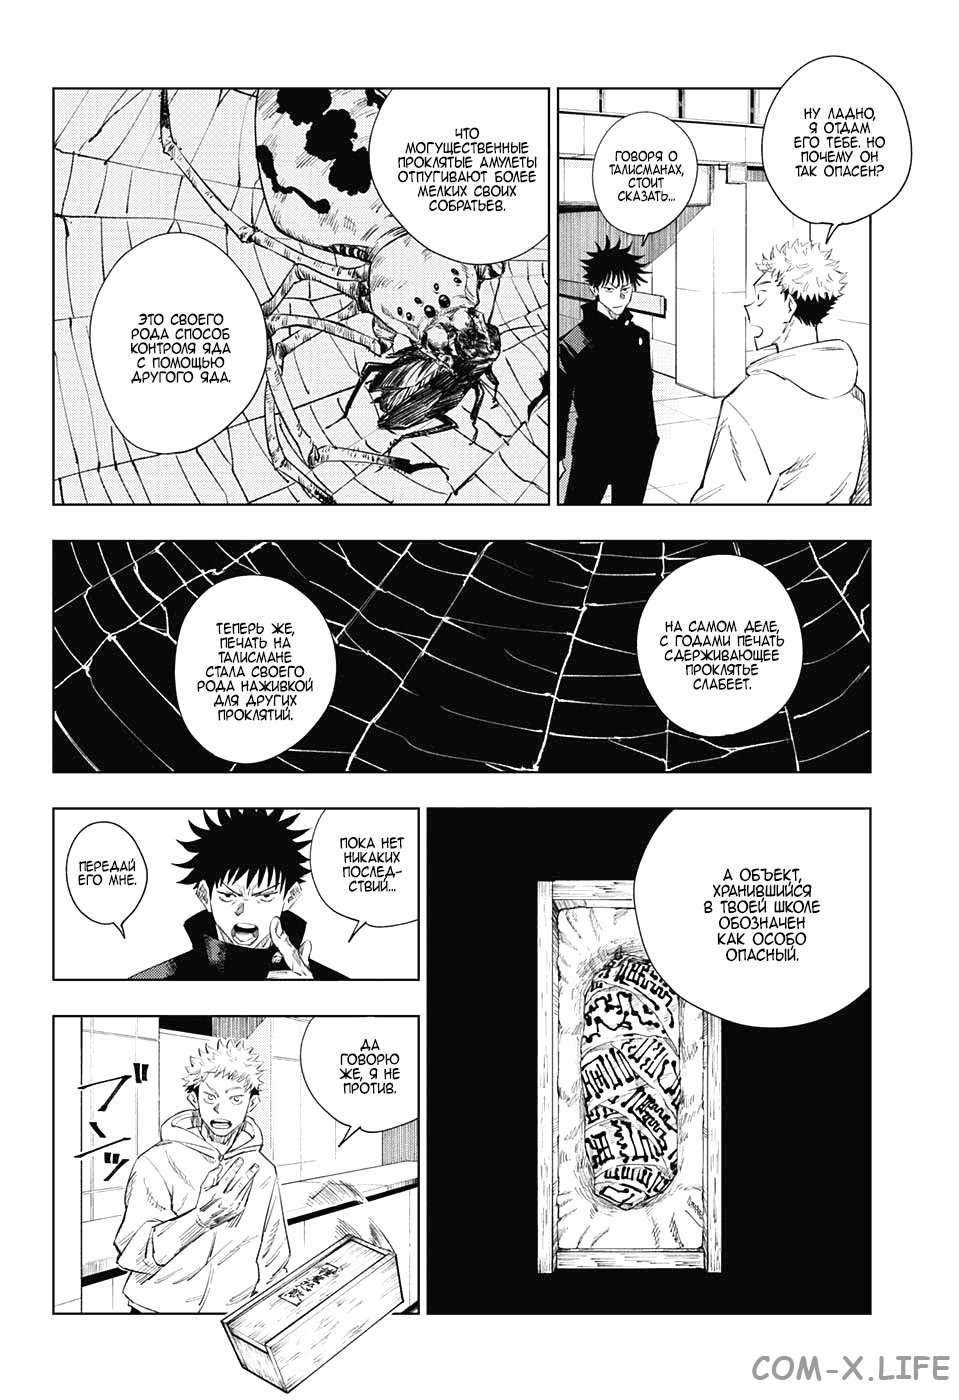 НУ ЛАДНО,
Я ОТДАМ
ЕГО ТЕБЕ. НО
ПОЧЕМУ ОН
ТАК ОПАСЕН?
ГОВОРЯ О
ТАЛИСМАНАХ,
СТОИТ
СКАЗАТЬ...
ЧТО
МОГУЩЕСТВЕННЫЕ
ПРОКЛЯТЫЕ АМУЛЕТЫ
ОТПУГИВАЮТ БОЛЕЕ
МЕЛКИХ СВОИХ
СОБРАТЬЕВ.
ЭТО СВОЕГО
РОДА СПОСОБ
КОНТРОЛЯ ЯДА
С ПОМОЩЬЮ
ДРУГОГО ЯДА.
НА САМОМ ДЕЛЕ,
С ГОДАМИ ПЕЧАТЬ
СДЕРЖИВАЮЩЕЕ
ПРОКЛЯТЬЕ
СЛАБЕЕТ.
ТЕПЕРЬ ЖЕ,
ПЕЧАТЬ НА
ТАЛИСМАНЕ
СТАЛА СВОЕГО
РОДА НАЖИВКОЙ
ДЛЯ ДРУГИХ
ПРОКЛЯТИЙ.
А ОБЪЕКТ,
ХРАНИВШИЙСЯ
В ТВОЕЙ ШКОЛЕ
ОБОЗНАЧЕН
КАК ОСОБО
ОПАСНЫЙ.
ПОКА НЕТ
НИКАКИХ
ПОСЛЕД-
СТВИЙ...
ПЕРЕДАЙ
ЕГО МНЕ.
ДА
ГОВОРЮ
ЖЕ, Я НЕ
ПРОТИВ.
COM-X.LIFE